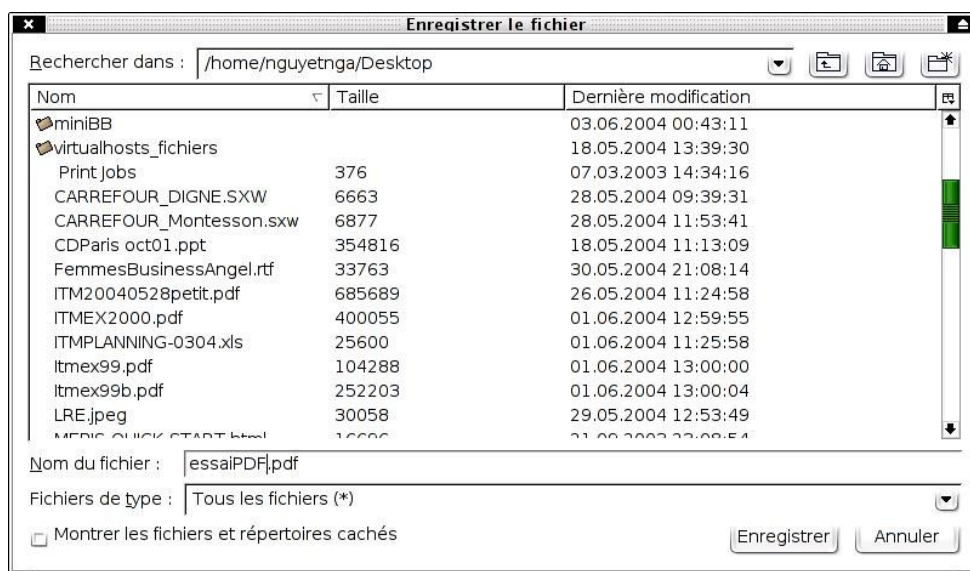 Enregistrer le fichier
Rechercher dans : /home/nguyetnga/Desktop
Nom Taille Dernière modification
miniBB 03.06.2004 00:43:11
virtualhosts_fichiers 18.05.2004 13:39:30
Print Jobs 376 07.03.2003 14:34:16
CARREFOUR_DIGNE.SXW 6663 28.05.2004 09:39:31
CARREFOUR_Montesson.sxw 6877 28.05.2004 11:53:41
CDParis oct01.ppt 354816 18.05.2004 11:13:09
FemmesBusinessAngel.rtf 33763 30.05.2004 21:08:14
ITM20040528petit.pdf 685689 26.05.2004 11:24:58
ITMEX2000.pdf 400055 01.06.2004 12:59:55
ITMPLANNING-0304.xls 25600 01.06.2004 11:25:58
Itmex99.pdf 104288 01.06.2004 13:00:00
Itmex99b.pdf 252203 01.06.2004 13:00:04
LRE.jpeg 30058 29.05.2004 12:53:49
Nom du fichier : essaiPDF.pdf
Fichiers de type : Tous les fichiers (*)
Montrer les fichiers et répertoires cachés
Enregistrer Annuler